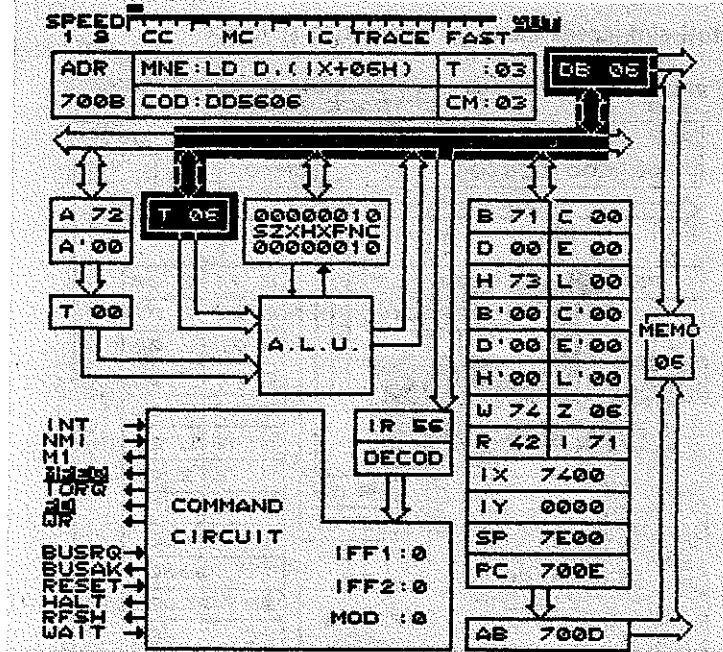 SPEED
1 S CC MC IC TRACE FAST
ADR MNE:LD D,(IX+06H) T :03
700B COD:DD5606 CM:03
DB 06
A 72
A'00
T 06
00000010
SZXHXPNC
00000010
T 00
A.L.U.
B 71 C 00
D 00 E 00
H 73 L 00
B'00 C'00
D'00 E'00
H'00 L'00
W 74 Z 06
R 42 I 71
IX 7400
IY 0000
SP 7E00
PC 700E
AB 700D
MEMO
06
IR 56
DECOD
INT
NMI
M1
IORQ
BUSRQ
BUSAK
RESET
HALT
RFSH
WAIT
COMMAND
CIRCUIT
IFF1:0
IFF2:0
MOD :0